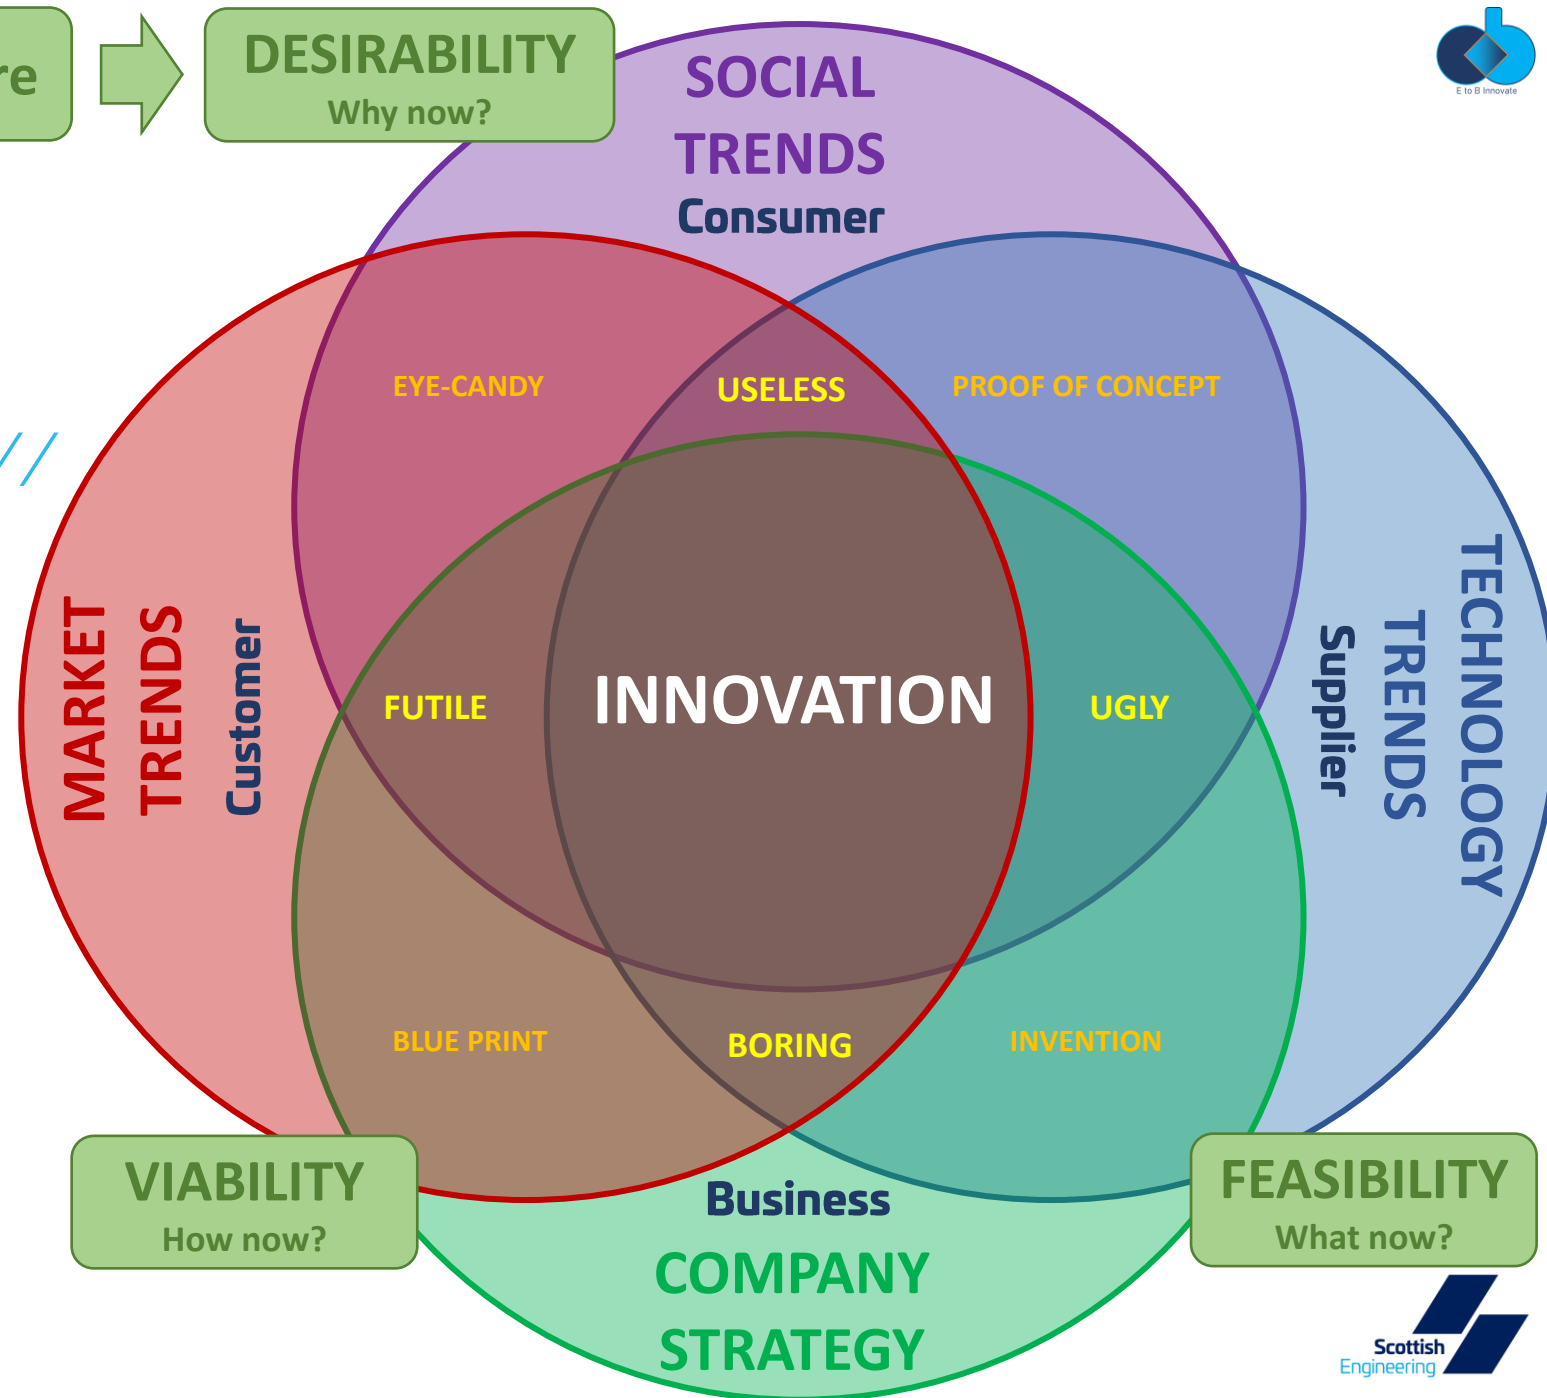 re
DESIRABILITY
Why now?
SOCIAL
TRENDS
Consumer
E to B Innovate
EYE-CANDY
USELESS
PROOF OF CONCEPT
MARKET
TRENDS
Customer
FUTILE
INNOVATION
UGLY
TECHNOLOGY
TRENDS
Supplier
BLUE PRINT
BORING
INVENTION
VIABILITY
How now?
Business
COMPANY
STRATEGY
FEASIBILITY
What now?
Scottish
Engineering